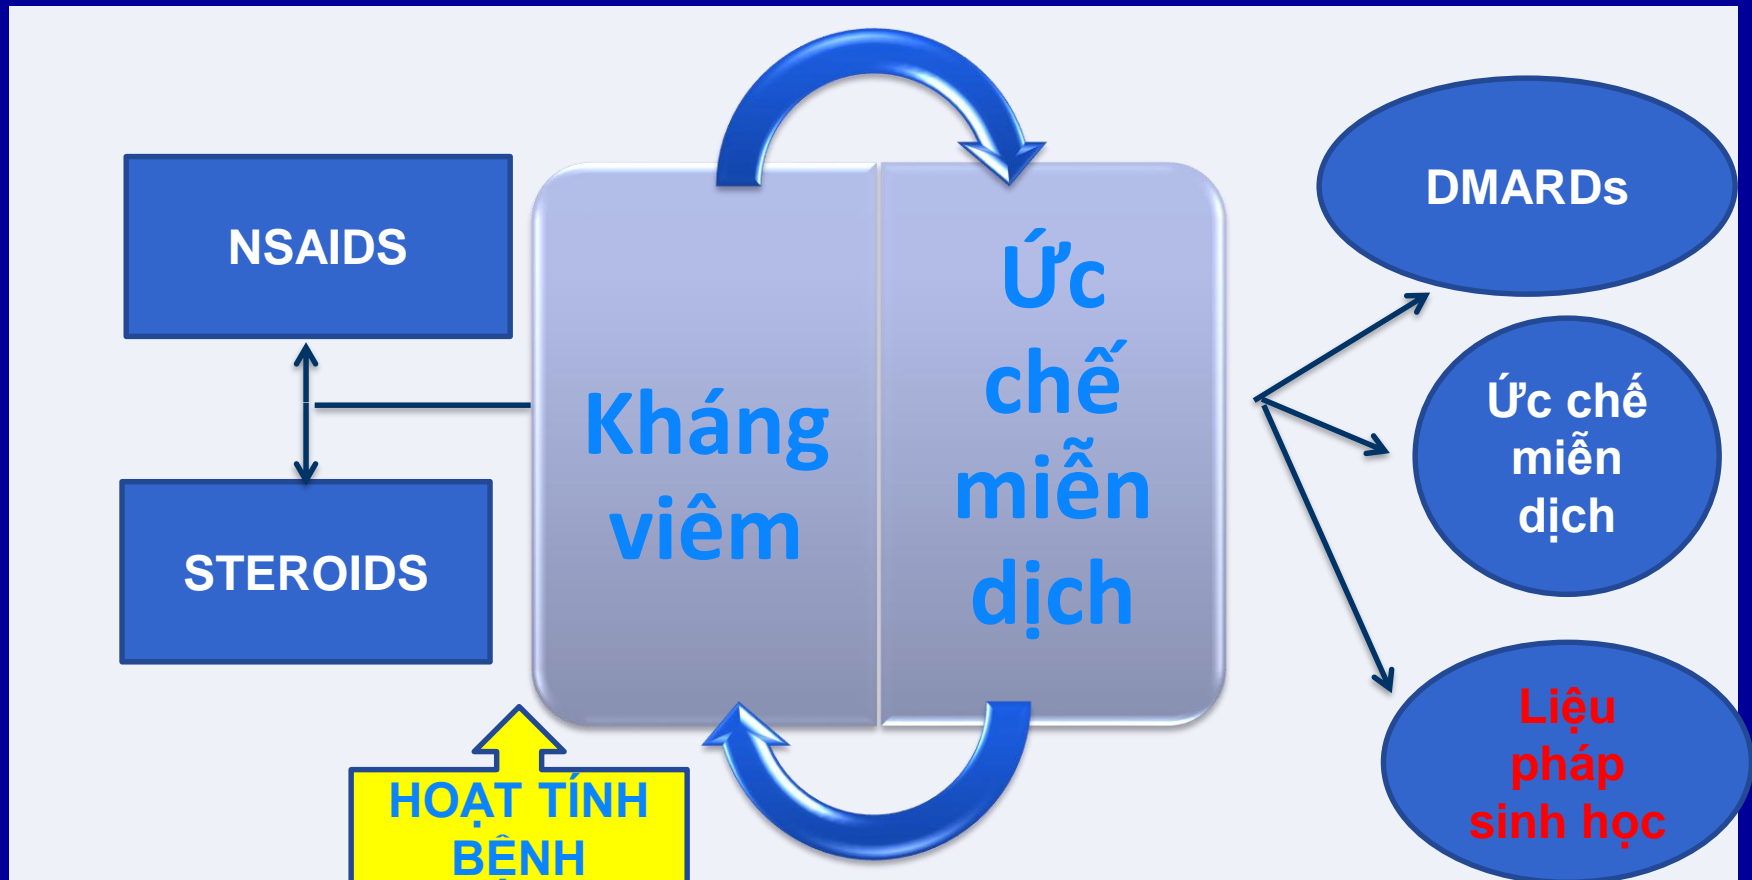 NSAIDS
STEROIDS
Kháng
viêm
Ức
chế
miễn
dịch
DMARDs
Ức chế
miễn
dịch
Liệu
pháp
sinh học
HOẠT TÍNH
BỆNH